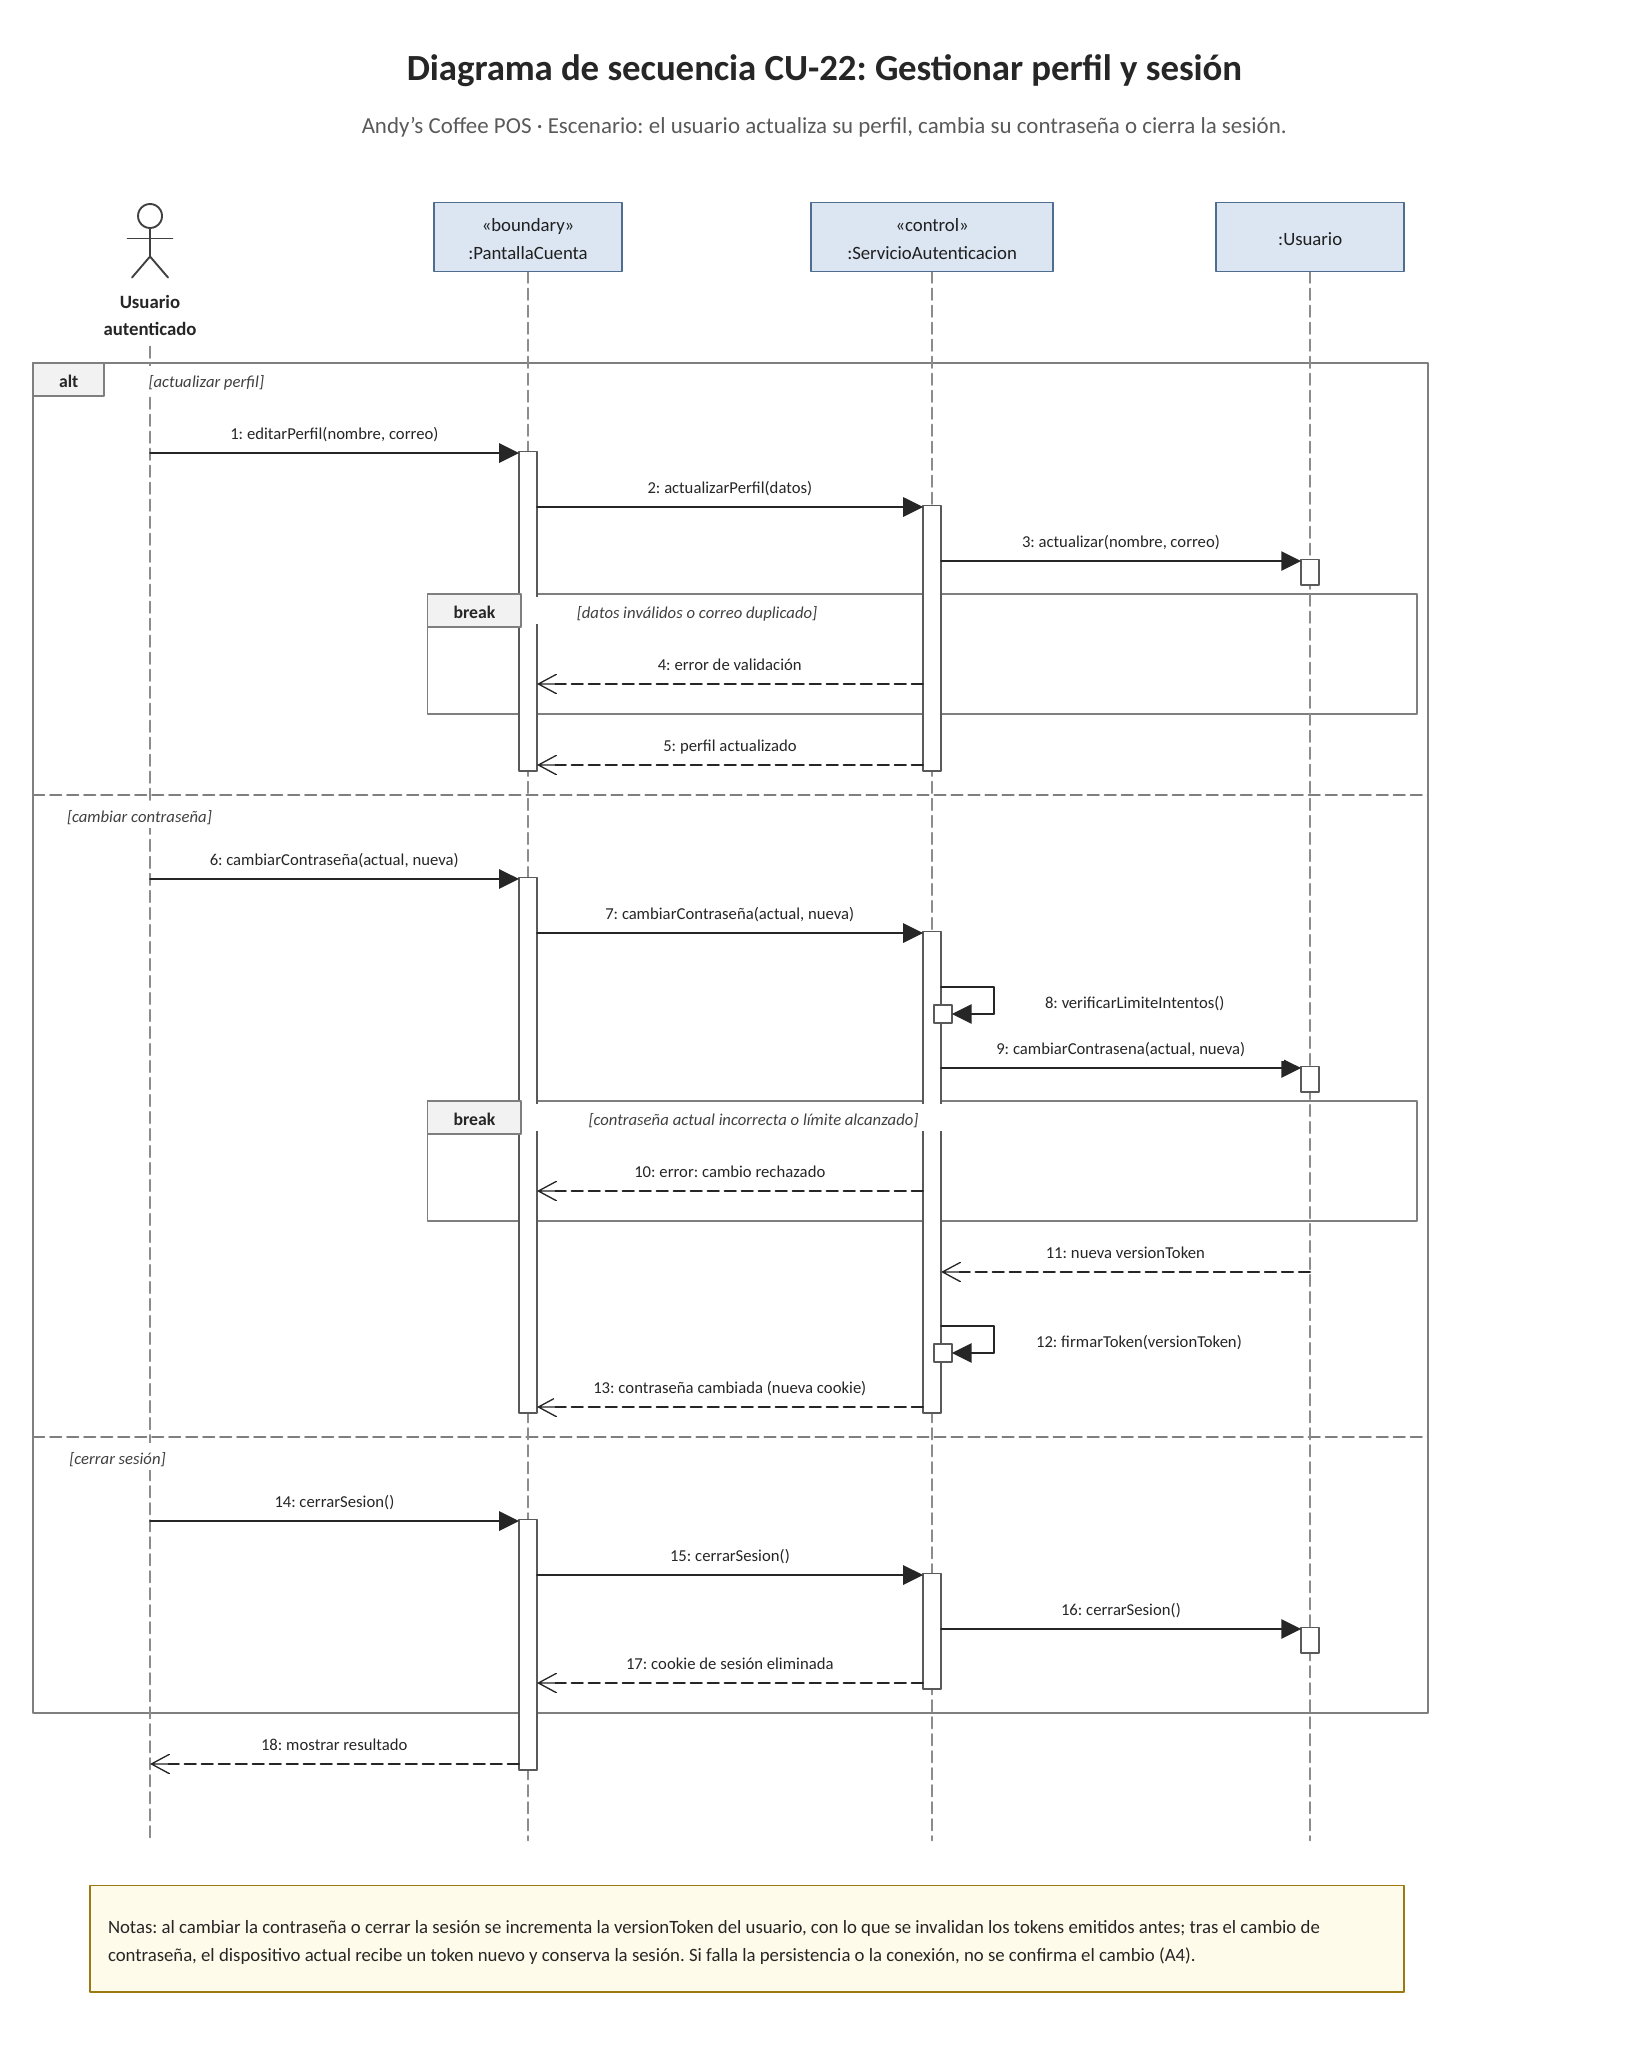 Diagrama de secuencia CU-22: Gestionar perfil y sesión
Andy’s Coffee POS · Escenario: el usuario actualiza su perfil, cambia su contraseña o cierra la sesión.
Usuario
autenticado
«boundary»
:PantallaCuenta
«control»
:ServicioAutenticacion
:Usuario
alt
[actualizar perfil]
1: editarPerfil(nombre, correo)
2: actualizarPerfil(datos)
3: actualizar(nombre, correo)
break
[datos inválidos o correo duplicado]
4: error de validación
5: perfil actualizado
[cambiar contraseña]
6: cambiarContraseña(actual, nueva)
7: cambiarContraseña(actual, nueva)
8: verificarLimiteIntentos()
9: cambiarContrasena(actual, nueva)
break
[contraseña actual incorrecta o límite alcanzado]
10: error: cambio rechazado
11: nueva versionToken
12: firmarToken(versionToken)
13: contraseña cambiada (nueva cookie)
[cerrar sesión]
14: cerrarSesion()
15: cerrarSesion()
16: cerrarSesion()
17: cookie de sesión eliminada
18: mostrar resultado
Notas: al cambiar la contraseña o cerrar la sesión se incrementa la versionToken del usuario, con lo que se invalidan los tokens emitidos antes; tras el cambio de
contraseña, el dispositivo actual recibe un token nuevo y conserva la sesión. Si falla la persistencia o la conexión, no se confirma el cambio (A4).